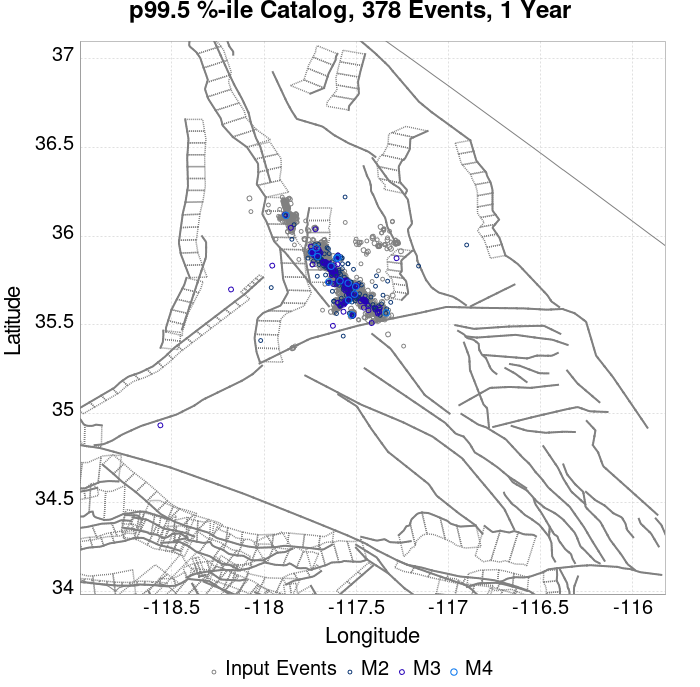 p99.5 %-ile Catalog, 378 Events, 1 Year
37
36.5
36
35.5
35
34.5
34
Latitude
-118.5 -118 -117.5 -117 -116.5 -116
Longitude
Input Events M2 M3 M4